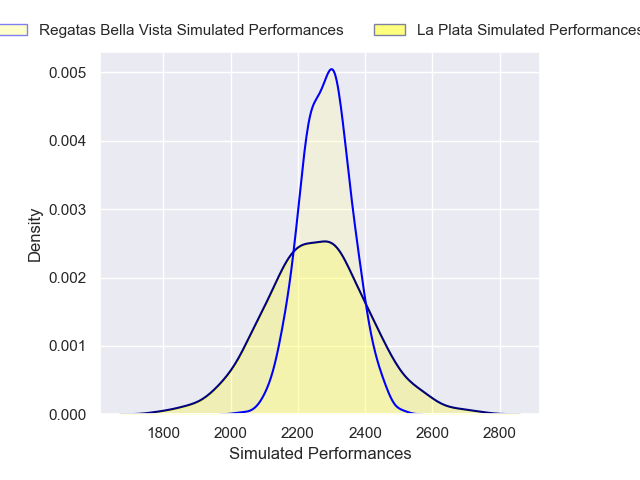 Regatas Bella Vista Simulated Performances
La Plata Simulated Performances
0.005
0.004
0.003
0.002
0.001
0.000
Density
1800 2000 2200 2400 2600 2800
Simulated Performances